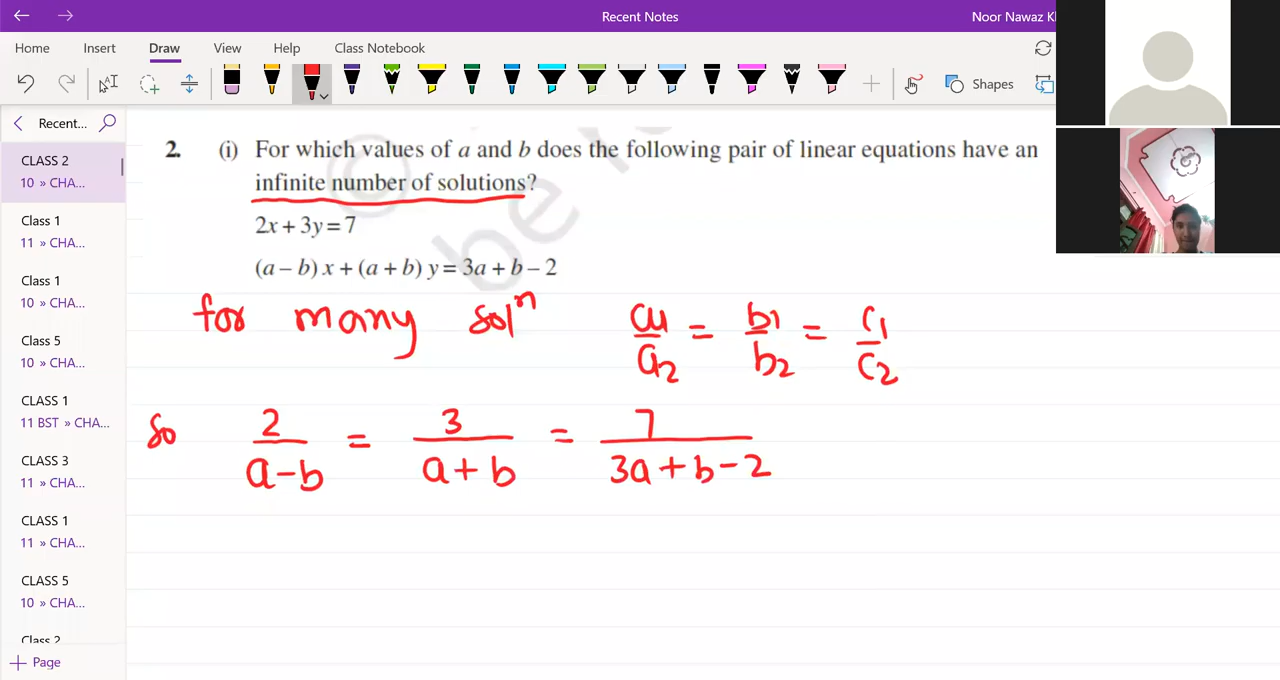 Recent Notes
Noor Nawaz Kh
Home Insert Draw View Help Class Notebook
Shapes
Recent...
CLASS 2
10 » CHA...
Class 1
11 » CHA...
Class 1
10 » CHA...
Class 5
10 » CHA...
CLASS 1
11 BST » CHA...
CLASS 3
11 » CHA...
CLASS 1
11 » CHA...
CLASS 5
10 » CHA...
Class 2
Page
2. (i) For which values of a and b does the following pair of linear equations have an
infinite number of solutions?
2x + 3y = 7
(a – b) x + (a + b) y = 3a + b – 2
for many solⁿ a1/a2 = b1/b2 = c1/c2
so 2/(a-b) = 3/(a+b) = 7/(3a+b-2)
© be